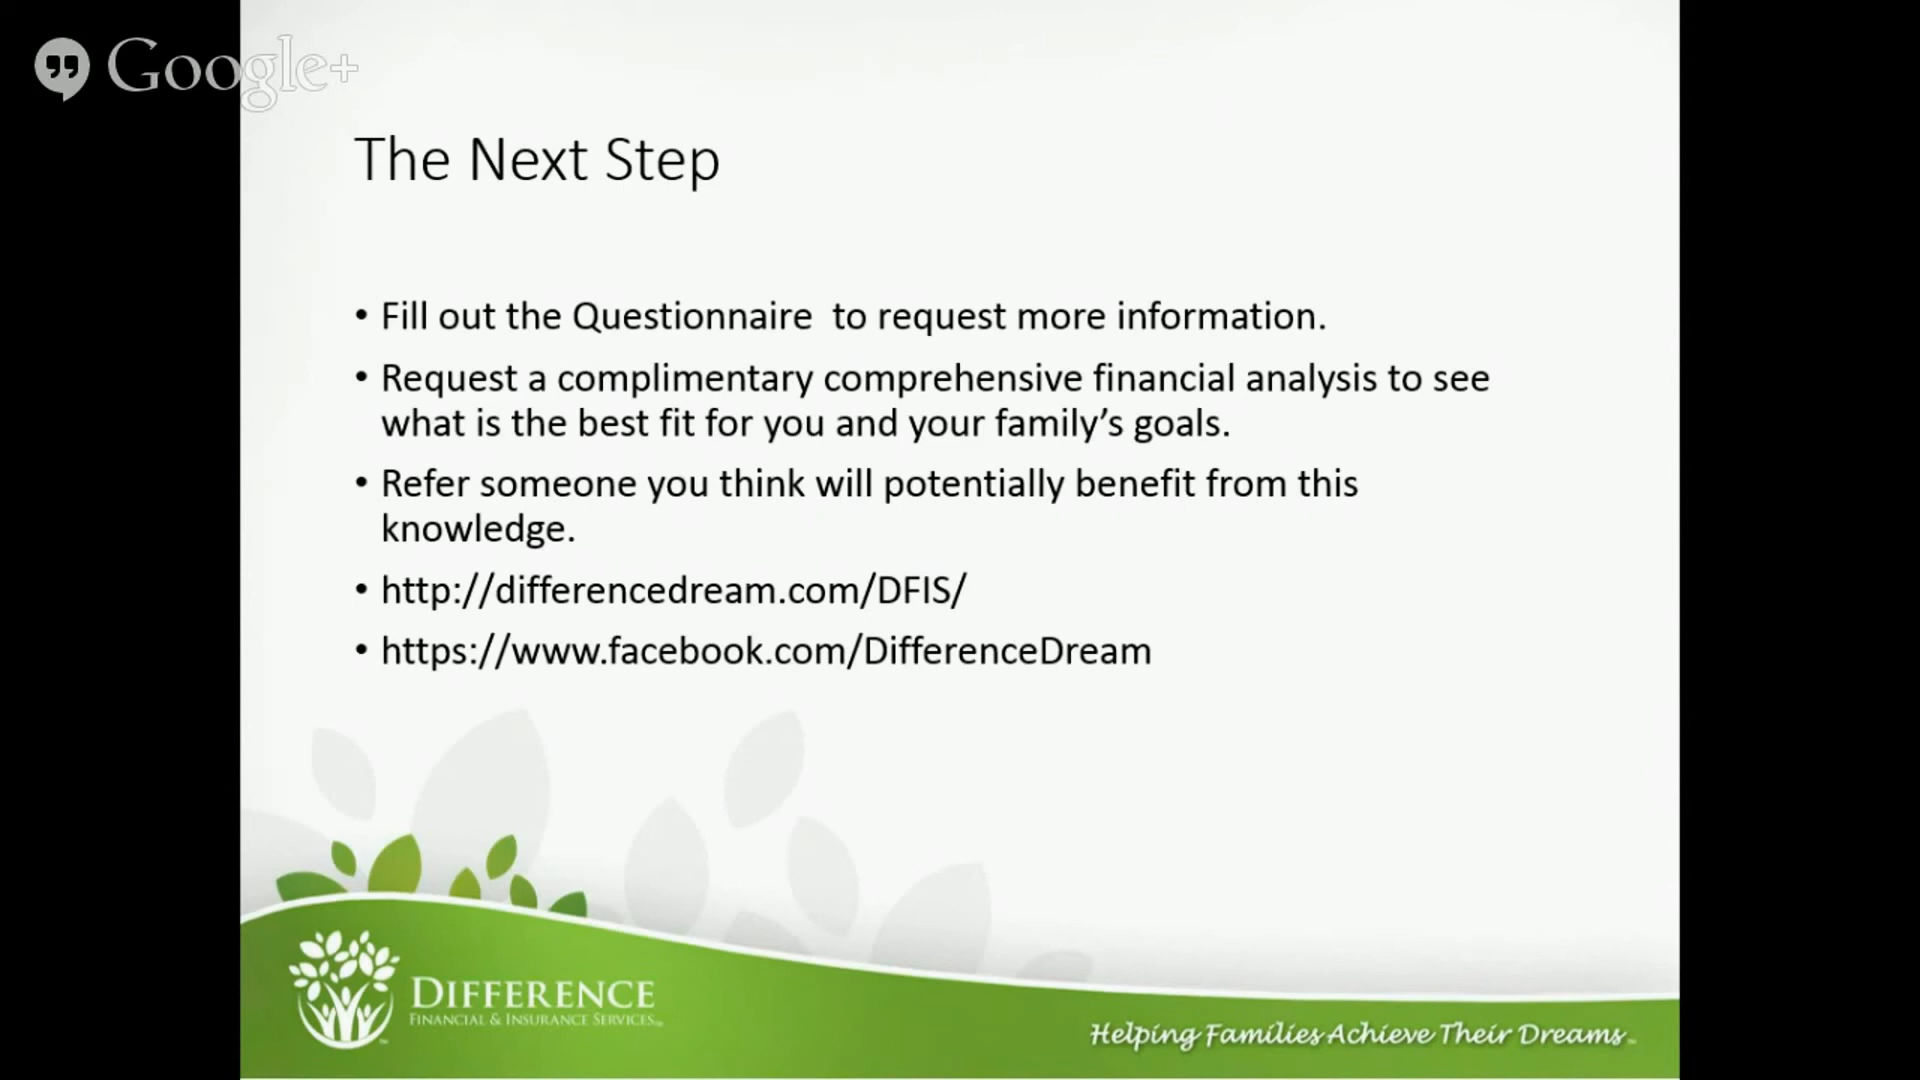 Google+
The Next Step
• Fill out the Questionnaire  to request more information.
• Request a complimentary comprehensive financial analysis to see
what is the best fit for you and your family’s goals.
• Refer someone you think will potentially benefit from this
knowledge.
• http://differencedream.com/DFIS/
• https://www.facebook.com/DifferenceDream
DIFFERENCE
FINANCIAL & INSURANCE SERVICES
Helping Families Achieve Their Dreams